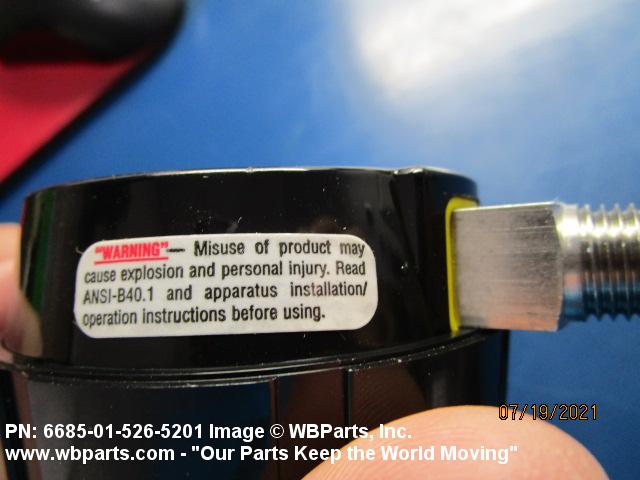 "WARNING"— Misuse of product may
cause explosion and personal injury. Read
ANSI-B40.1 and apparatus installation/
operation instructions before using.
07/19/2021
PN: 6685-01-526-5201 Image © WBParts, Inc.
www.wbparts.com - "Our Parts Keep the World Moving"